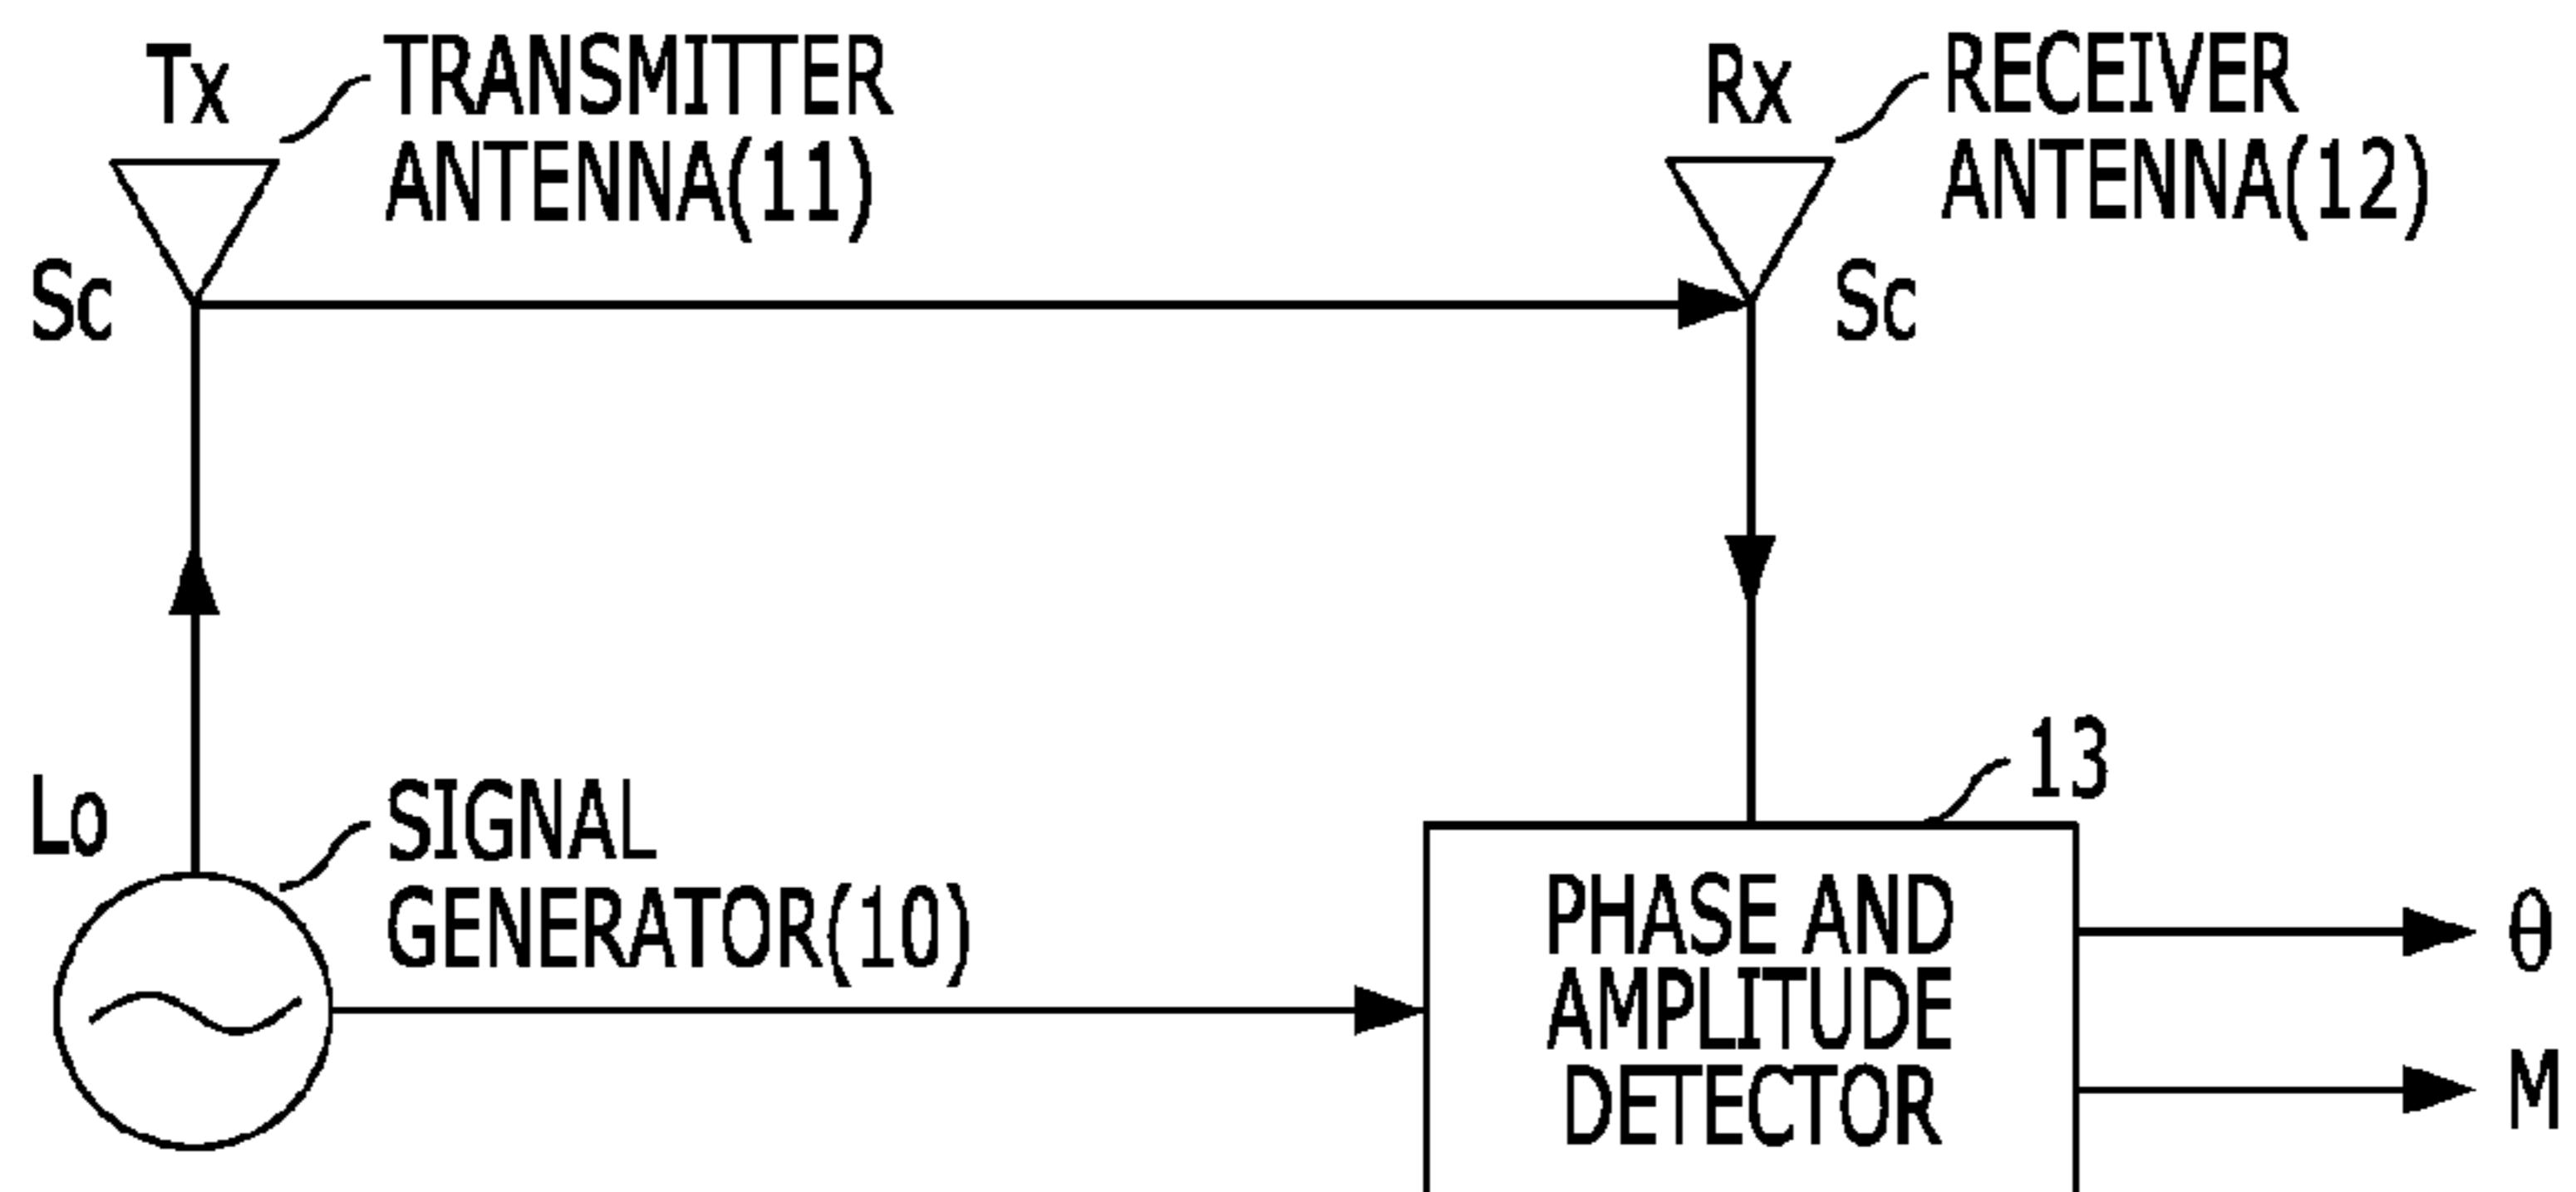 Tx
TRANSMITTER
ANTENNA(11)
Rx
RECEIVER
ANTENNA(12)
Sc
Sc
Lo
SIGNAL
GENERATOR(10)
13
PHASE AND
AMPLITUDE
DETECTOR
θ
M